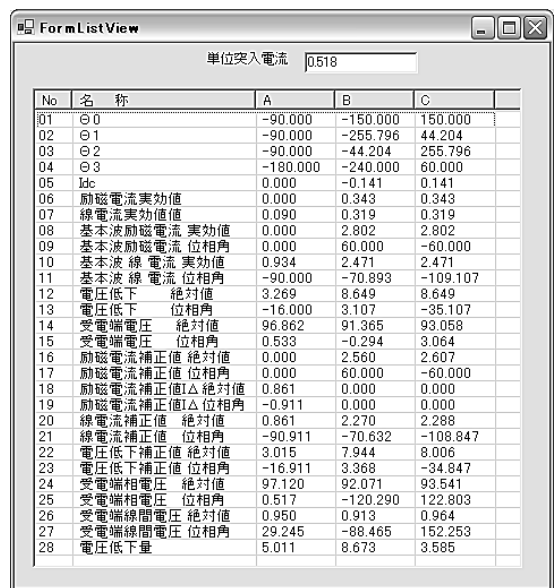 FormListView
単位突入電流 0.518
No 名 称 A B C
01 Θ0 -90.000 -150.000 150.000
02 Θ1 -90.000 -255.796 44.204
03 Θ2 -90.000 -44.204 255.796
04 Θ3 -180.000 -240.000 60.000
05 Idc 0.000 -0.141 0.141
06 励磁電流実効値 0.000 0.343 0.343
07 線電流実効値値 0.090 0.319 0.319
08 基本波励磁電流 実効値 0.000 2.802 2.802
09 基本波励磁電流 位相角 0.000 60.000 -60.000
10 基本波 線 電流 実効値 0.934 2.471 2.471
11 基本波 線 電流 位相角 -90.000 -70.893 -109.107
12 電圧低下 絶対値 3.269 8.649 8.649
13 電圧低下 位相角 -16.000 3.107 -35.107
14 受電端電圧 絶対値 96.862 91.365 93.058
15 受電端電圧 位相角 0.533 -0.294 3.064
16 励磁電流補正値 絶対値 0.000 2.560 2.607
17 励磁電流補正値 位相角 0.000 60.000 -60.000
18 励磁電流補正値I△ 絶対値 0.861 0.000 0.000
19 励磁電流補正値I△ 位相角 -0.911 0.000 0.000
20 線電流補正値 絶対値 0.861 2.270 2.288
21 線電流補正値 位相角 -90.911 -70.632 -108.847
22 電圧低下補正値 絶対値 3.015 7.944 8.006
23 電圧低下補正値 位相角 -16.911 3.368 -34.847
24 受電端相電圧 絶対値 97.120 92.071 93.541
25 受電端相電圧 位相角 0.517 -120.290 122.803
26 受電端線間電圧 絶対値 0.950 0.913 0.964
27 受電端線間電圧 位相角 29.245 -88.465 152.253
28 電圧低下量 5.011 8.673 3.585